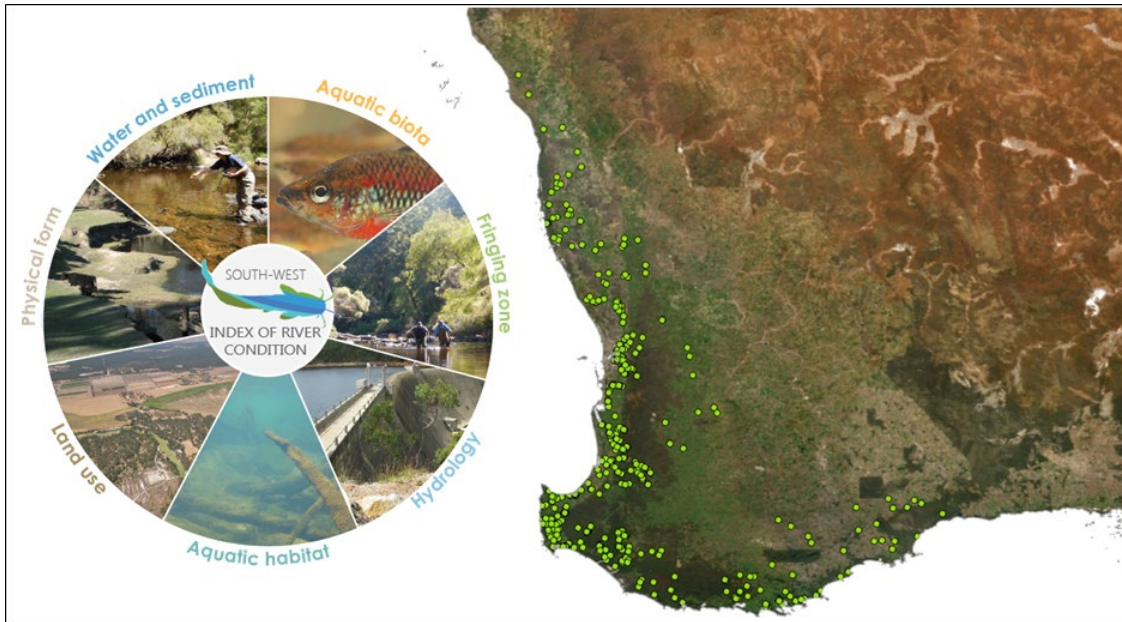 Water and sediment
Aquatic biota
Fringing zone
Hydrology
Aquatic habitat
Land use
Physical form
SOUTH-WEST
INDEX OF RIVER
CONDITION